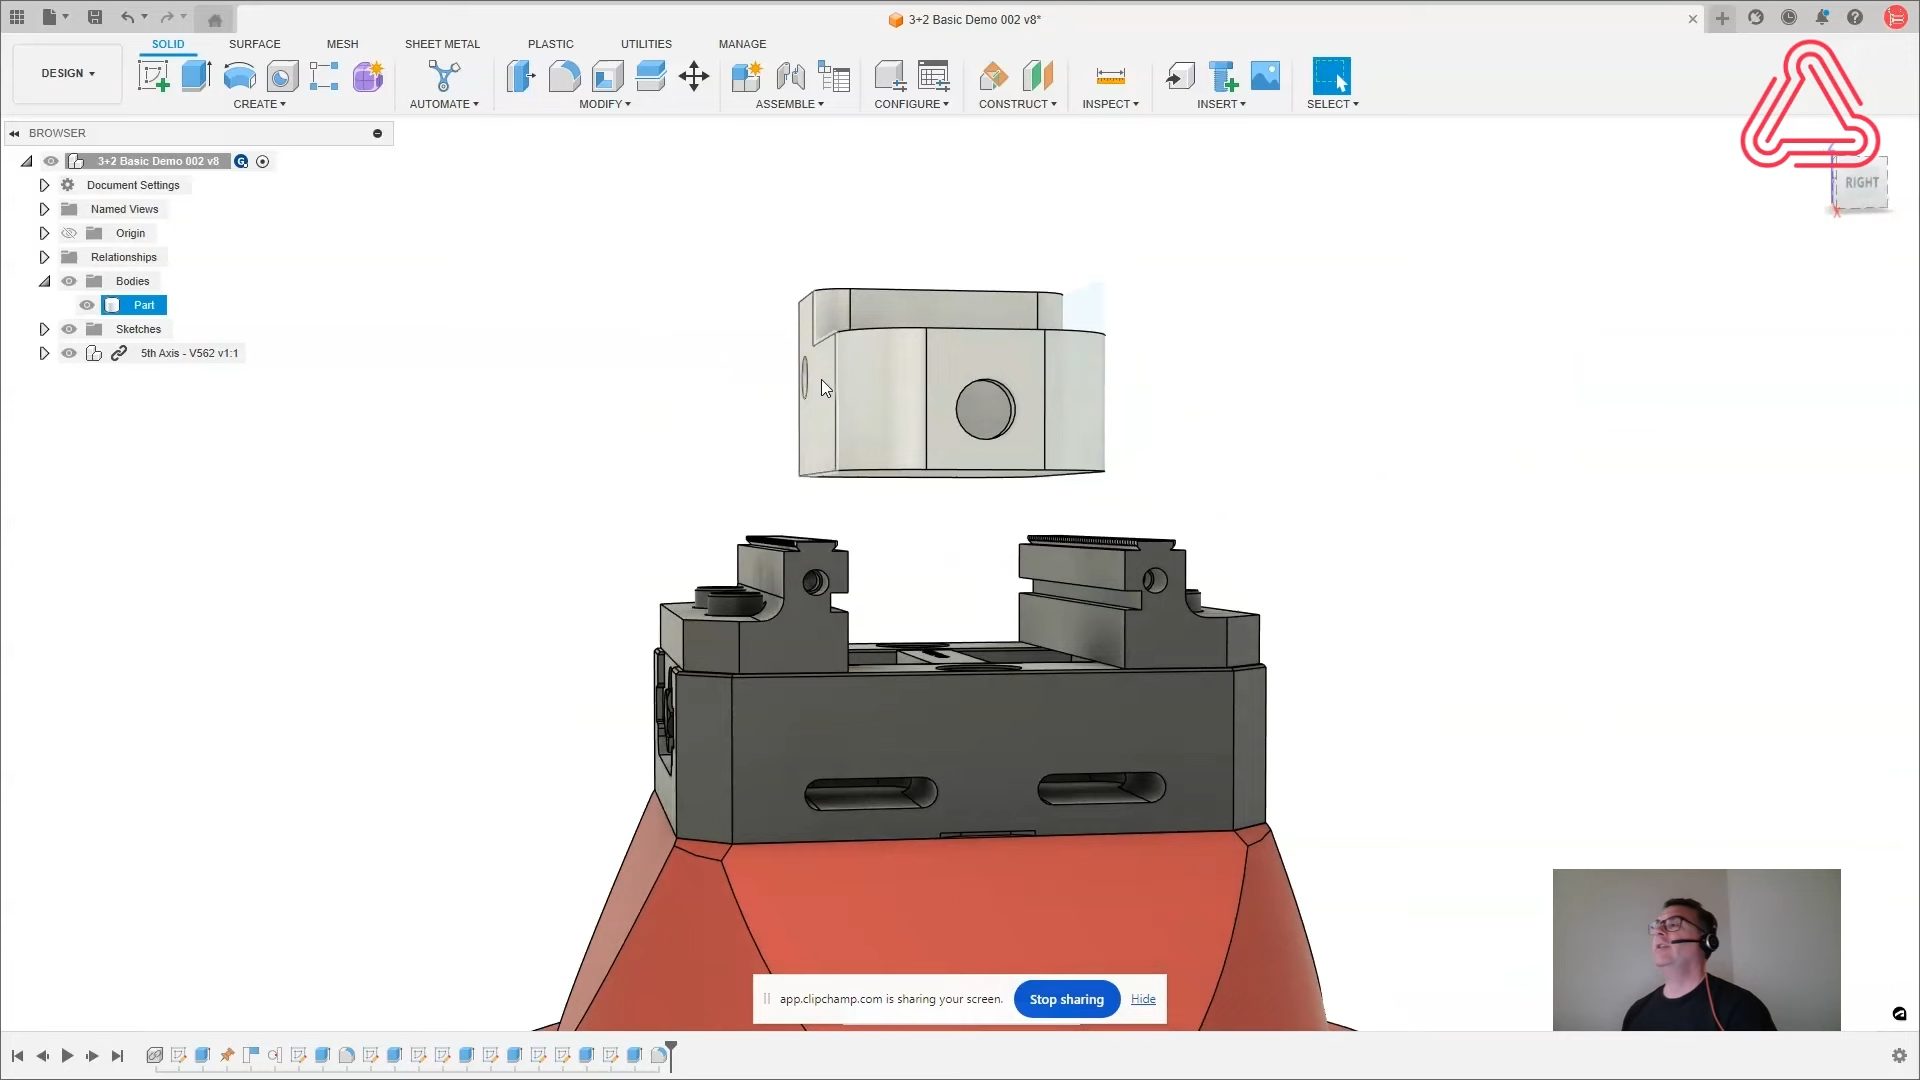 3+2 Basic Demo 002 v8*
DESIGN
SOLID
SURFACE
MESH
SHEET METAL
PLASTIC
UTILITIES
MANAGE
CREATE
AUTOMATE
MODIFY
ASSEMBLE
CONFIGURE
CONSTRUCT
INSPECT
INSERT
SELECT
BROWSER
3+2 Basic Demo 002 v8
Document Settings
Named Views
Origin
Relationships
Bodies
Part
Sketches
5th Axis - V562 v1:1
RIGHT
X
app.clipchamp.com is sharing your screen.
Stop sharing
Hide